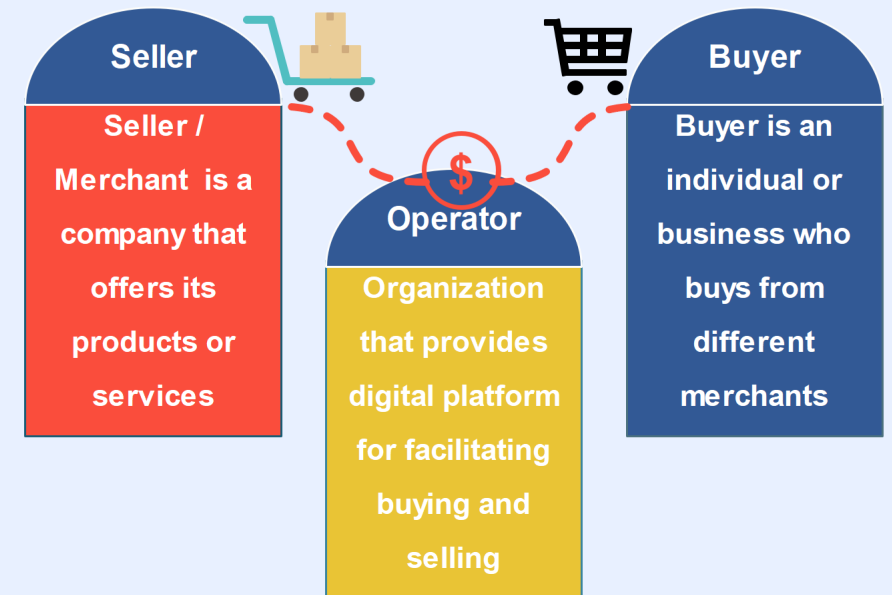 Seller
Seller /
Merchant is a
company that
offers its
products or
services
$
Operator
Organization
that provides
digital platform
for facilitating
buying and
selling
Buyer
Buyer is an
individual or
business who
buys from
different
merchants